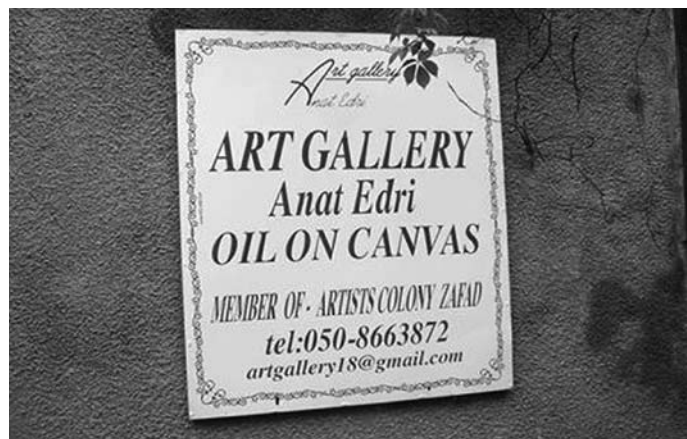 Art gallery
Anat Edri
ART GALLERY
Anat Edri
OIL ON CANVAS
MEMBER OF - ARTISTS COLONY ZAFAD
tel:050-8663872
artgallery18@gmail.com